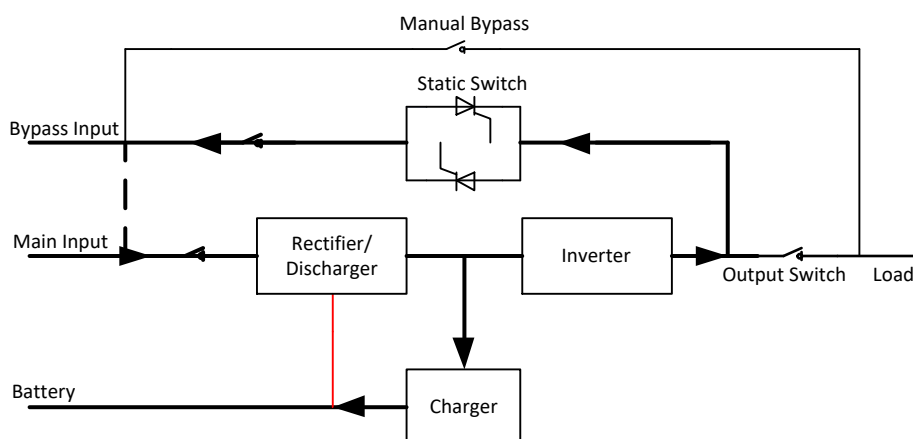 Manual Bypass
Static Switch
Bypass Input
Main Input
Rectifier/
Discharger
Inverter
Output Switch
Load
Battery
Charger